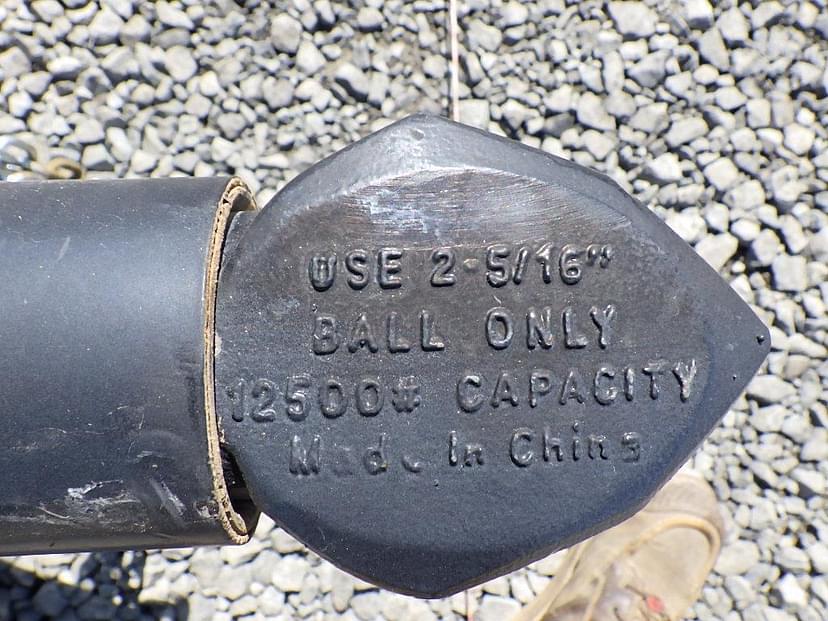 USE 2-5/16"
BALL ONLY
12500# CAPACITY
Made In China